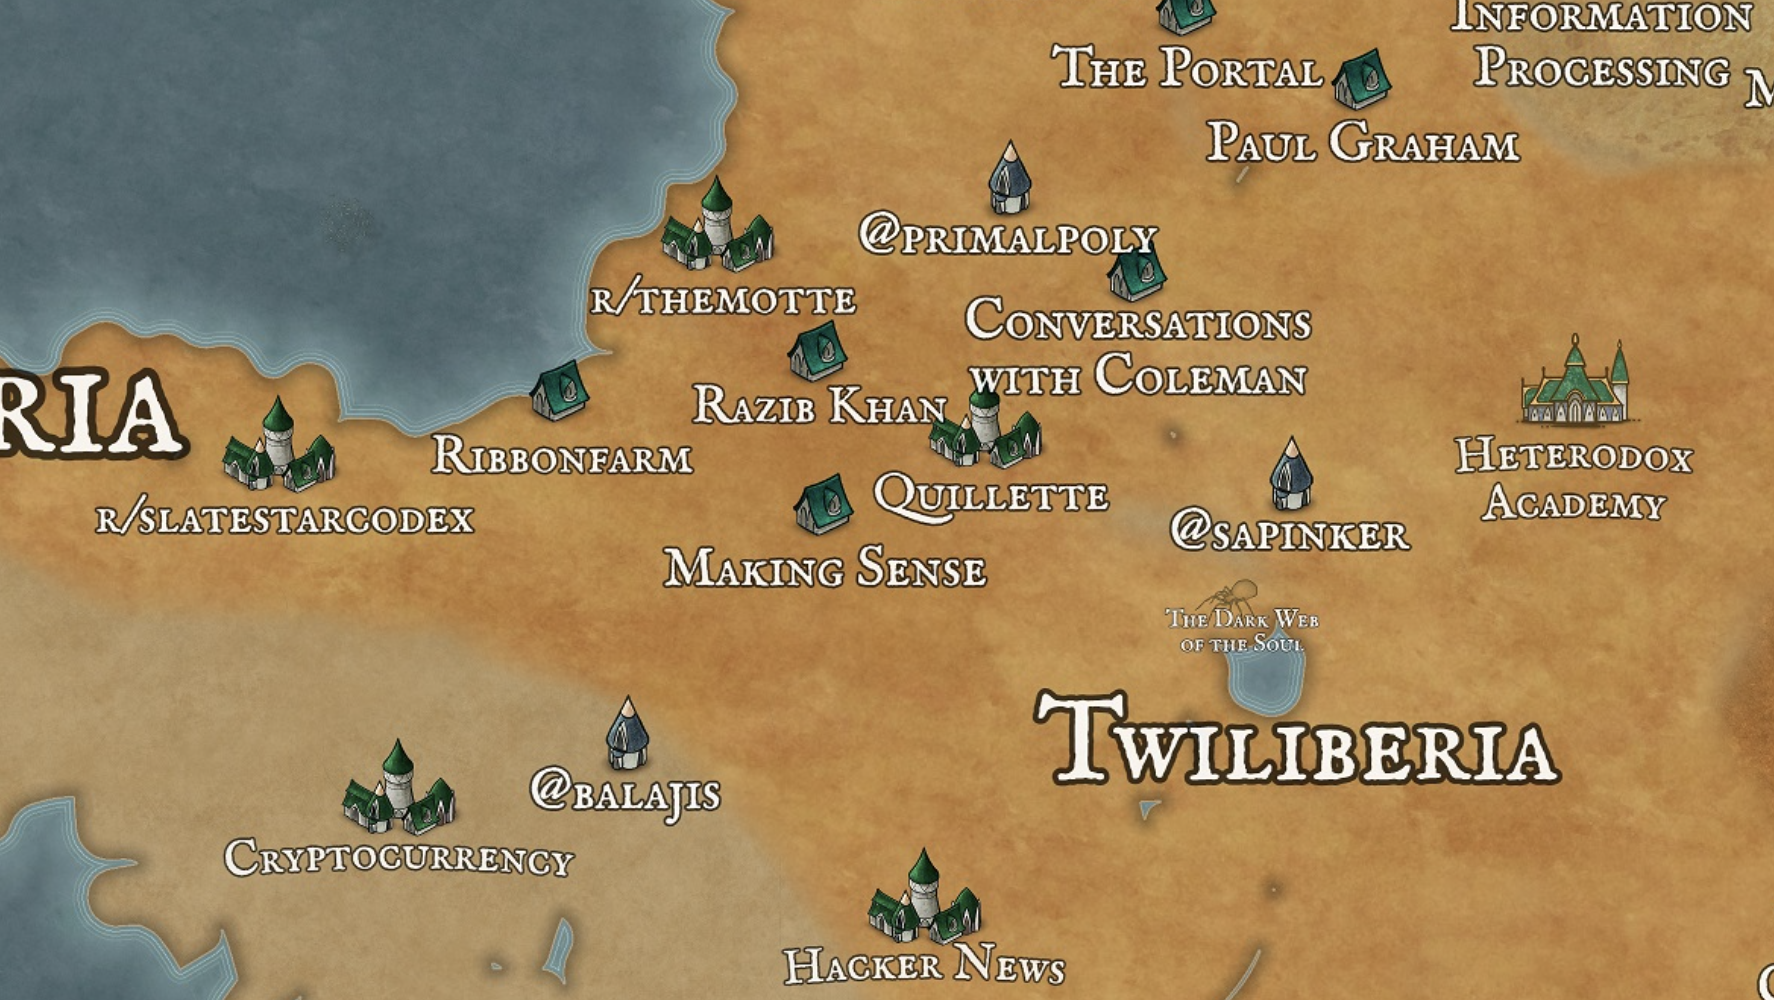 Information
Processing
The Portal
Paul Graham
@primalpoly
r/themotte
Conversations
with Coleman
Razib Khan
ria
Ribbonfarm
Quillette
Heterodox
Academy
r/slatestarcodex
@sapinker
Making Sense
The Dark Web
of the Soul
Twiliberia
@balajis
Cryptocurrency
Hacker News